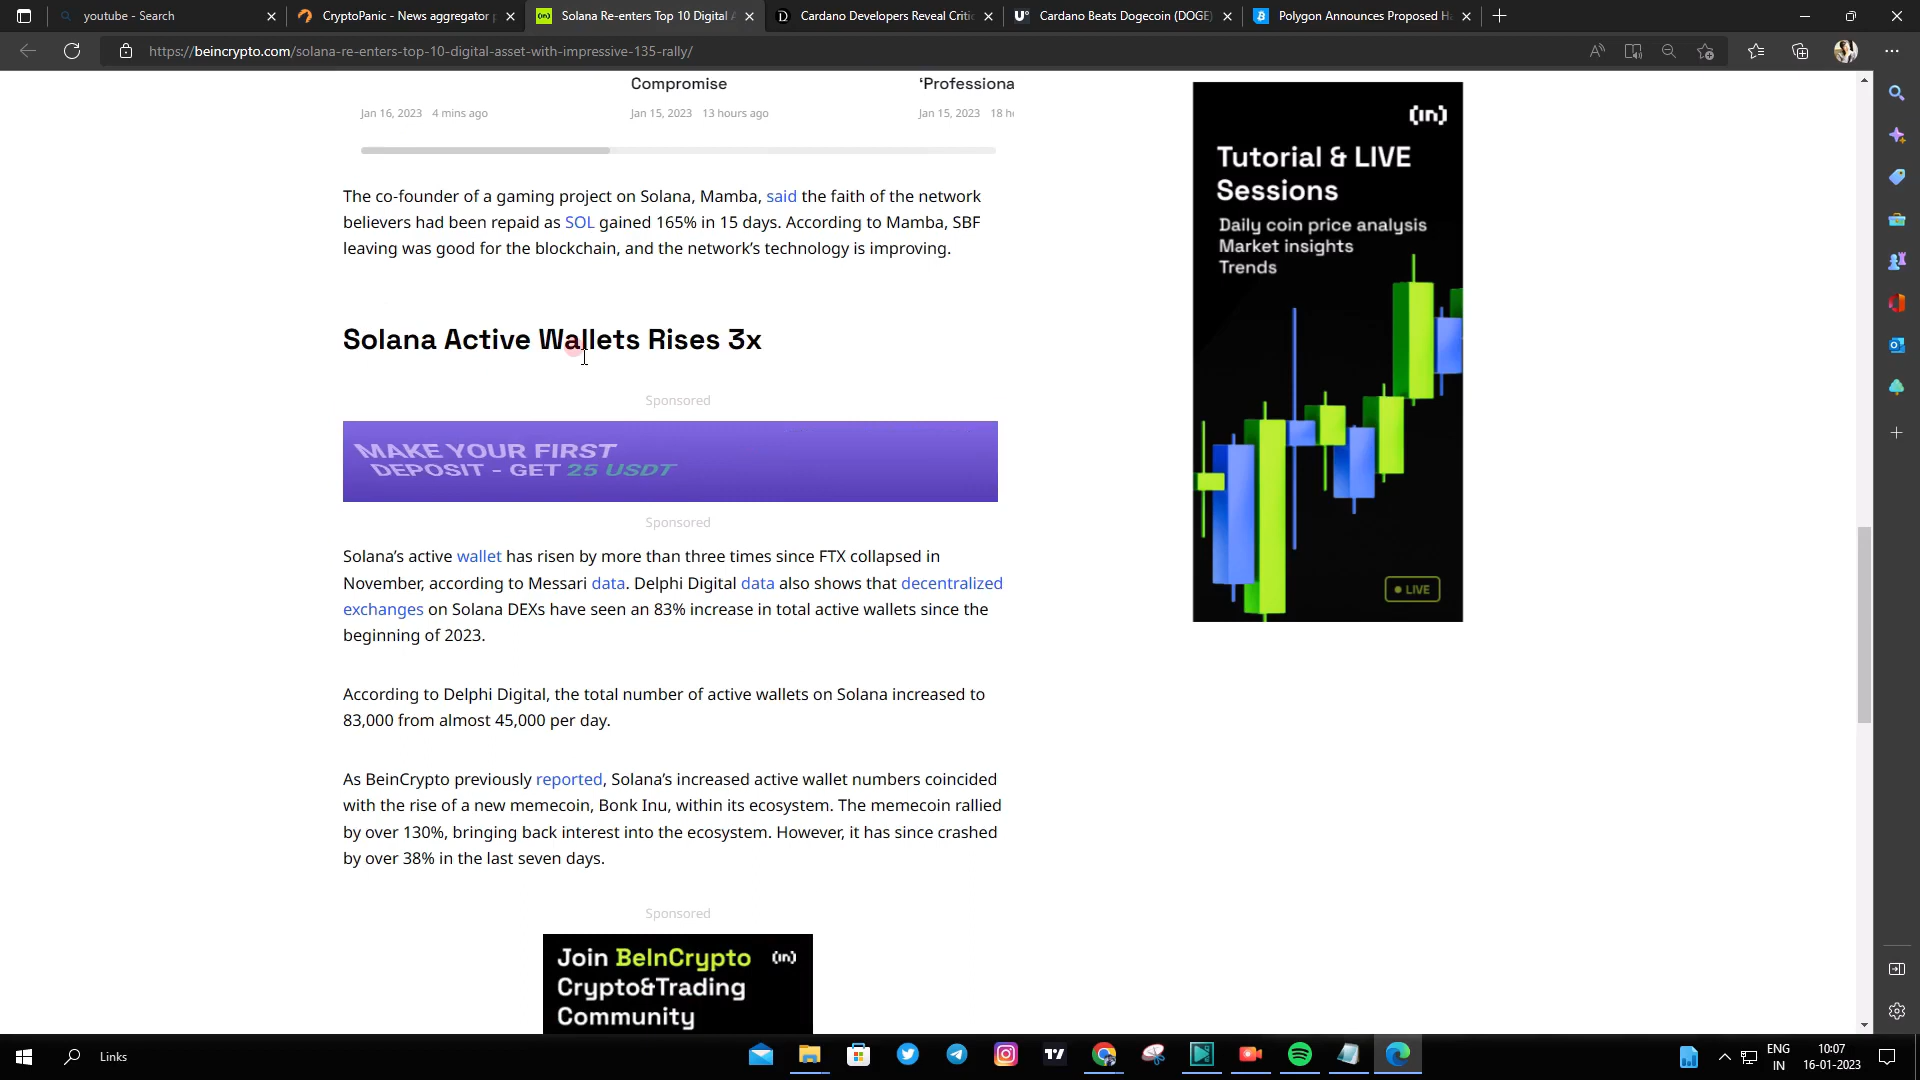 youtube - Search
CryptoPanic - News aggregator
Solana Re-enters Top 10 Digital
Cardano Developers Reveal Criti
Cardano Beats Dogecoin (DOGE)
Polygon Announces Proposed Ha
https://beincrypto.com/solana-re-enters-top-10-digital-asset-with-impressive-135-rally/
Compromise
‘Professiona
Jan 16, 2023 4 mins ago
Jan 15, 2023 13 hours ago
Jan 15, 2023 18 h
The co-founder of a gaming project on Solana, Mamba, said the faith of the network
believers had been repaid as SOL gained 165% in 15 days. According to Mamba, SBF
leaving was good for the blockchain, and the network’s technology is improving.
Solana Active Wallets Rises 3x
Sponsored
MAKE YOUR FIRST
DEPOSIT - GET 25 USDT
Sponsored
Solana’s active wallet has risen by more than three times since FTX collapsed in
November, according to Messari data. Delphi Digital data also shows that decentralized
exchanges on Solana DEXs have seen an 83% increase in total active wallets since the
beginning of 2023.
According to Delphi Digital, the total number of active wallets on Solana increased to
83,000 from almost 45,000 per day.
As BeinCrypto previously reported, Solana’s increased active wallet numbers coincided
with the rise of a new memecoin, Bonk Inu, within its ecosystem. The memecoin rallied
by over 130%, bringing back interest into the ecosystem. However, it has since crashed
by over 38% in the last seven days.
Sponsored
Join BeInCrypto (in)
Crypto&Trading
Community
(in)
Tutorial & LIVE
Sessions
Daily coin price analysis
Market insights
Trends
LIVE
Links
ENG
IN
10:07
16-01-2023